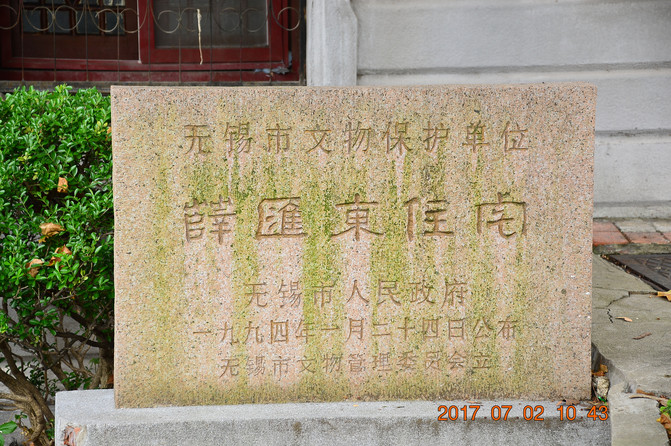 无锡市文物保护单位
薛匯東住宅
无锡市人民政府
一九九四年一月二十四日公布
无锡市文物管理委员会立
2017 07 02 10:43